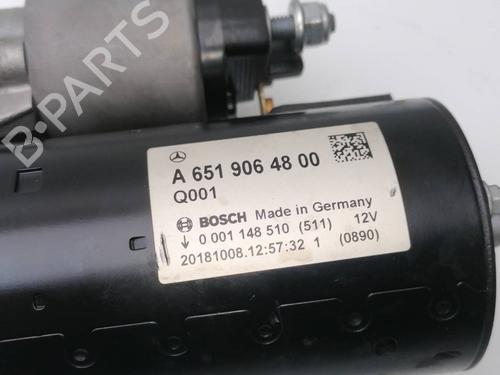 A 651 906 48 00
Q001
BOSCH Made in Germany
↓ 0 001 148 510 (511) 12V
20181008.12:57:32 1 (0890)
B-PARTS